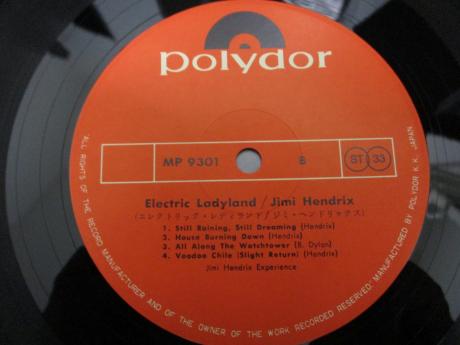 polydor
MP 9301 B ST 33
Electric Ladyland / Jimi Hendrix
(エレクトリック・レディランド／ジミ・ヘンドリックス)
1. Still Raining, Still Dreaming (Hendrix)
2. House Burning Down (Hendrix)
3. All Along The Watchtower (B. Dylan)
4. Voodoo Chile (Slight Return) (Hendrix)
Jimi Hendrix Experience
ALL RIGHTS OF THE RECORD MANUFACTURER AND OF THE OWNER OF THE WORK RECORDED RESERVED. MANUFACTURED BY POLYDOR K.K. JAPAN